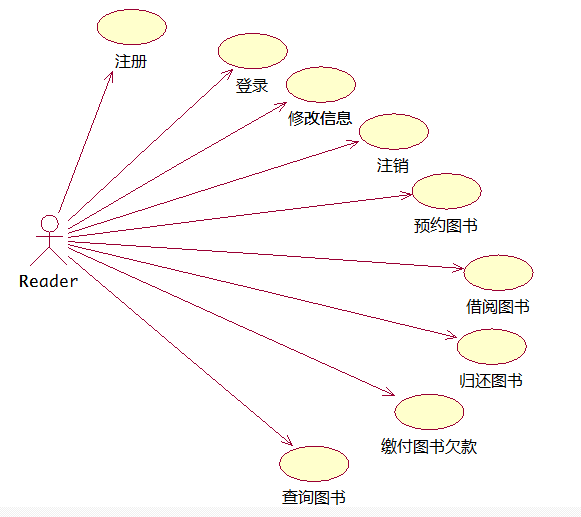 注册
登录
修改信息
注销
预约图书
Reader
借阅图书
归还图书
缴付图书欠款
查询图书